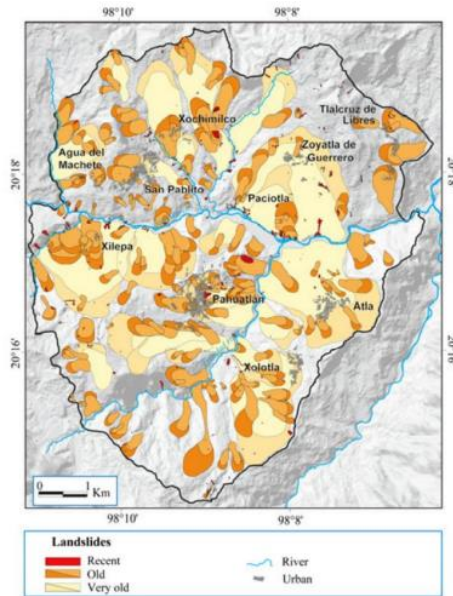 98°10'
98°8'
Tlalcruz de
Libres
Xochimilco
Zoyatla de
Guerrero
Agua del
Machete
20°18'
20°18'
San Pablito
Paciotla
Xilepa
Pahuatlán
Atla
20°16'
20°16'
Xolotla
0 1
Km
98°10'
98°8'
Landslides
Recent
Old
Very old
River
Urban